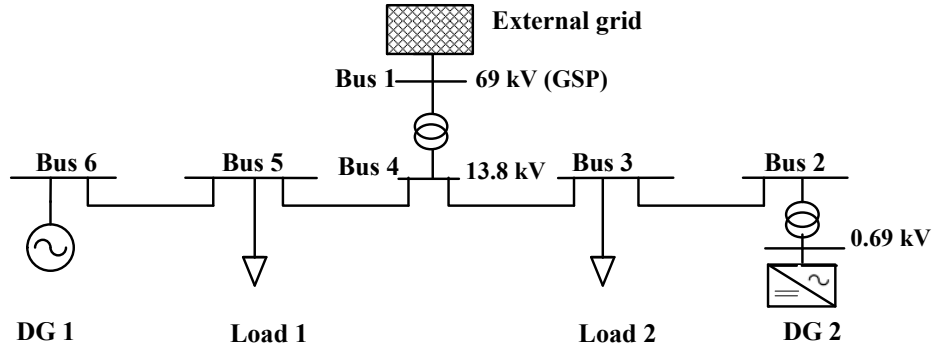 External grid
Bus 1
69 kV (GSP)
Bus 6
Bus 5
Bus 4
13.8 kV
Bus 3
Bus 2
0.69 kV
DG 1
Load 1
Load 2
DG 2